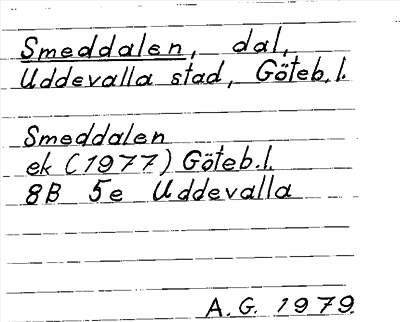 Smeddalen, dal,
Uddevalla stad, Göteb.l.
Smeddalen
ek (1977) Göteb.l.
8B 5e Uddevalla
A.G. 1979.